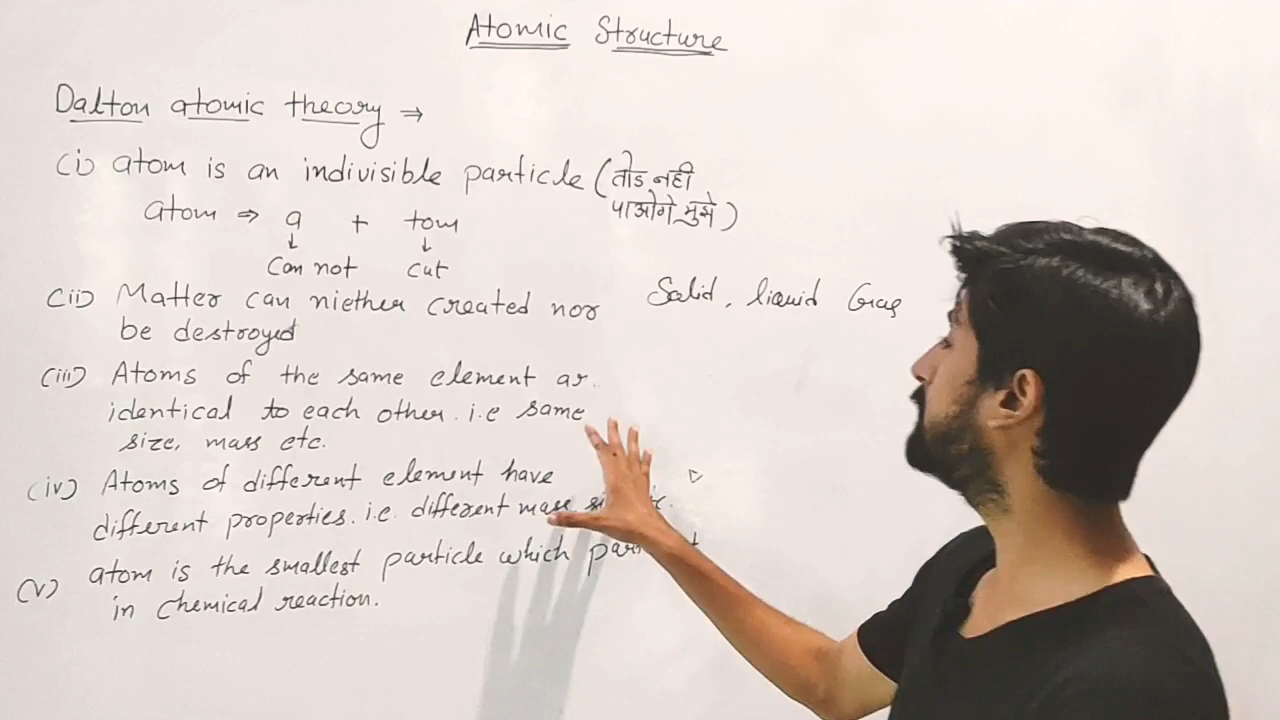 Atomic Structure
Dalton atomic theory ⇒
(i) atom is an indivisible particle (तोड नही
पाओगे मुझे)
atom ⇒ a + tom
↓ ↓
Can not cut
(ii) Matter can niether created nor
be destroyed
Solid, liquid Gas
(iii) Atoms of the same element
identical to each other. i.e same
size, mass etc.
(iv) Atoms of different element have
different properties. i.e. different mass
(v) atom is the smallest particle which
in chemical reaction.